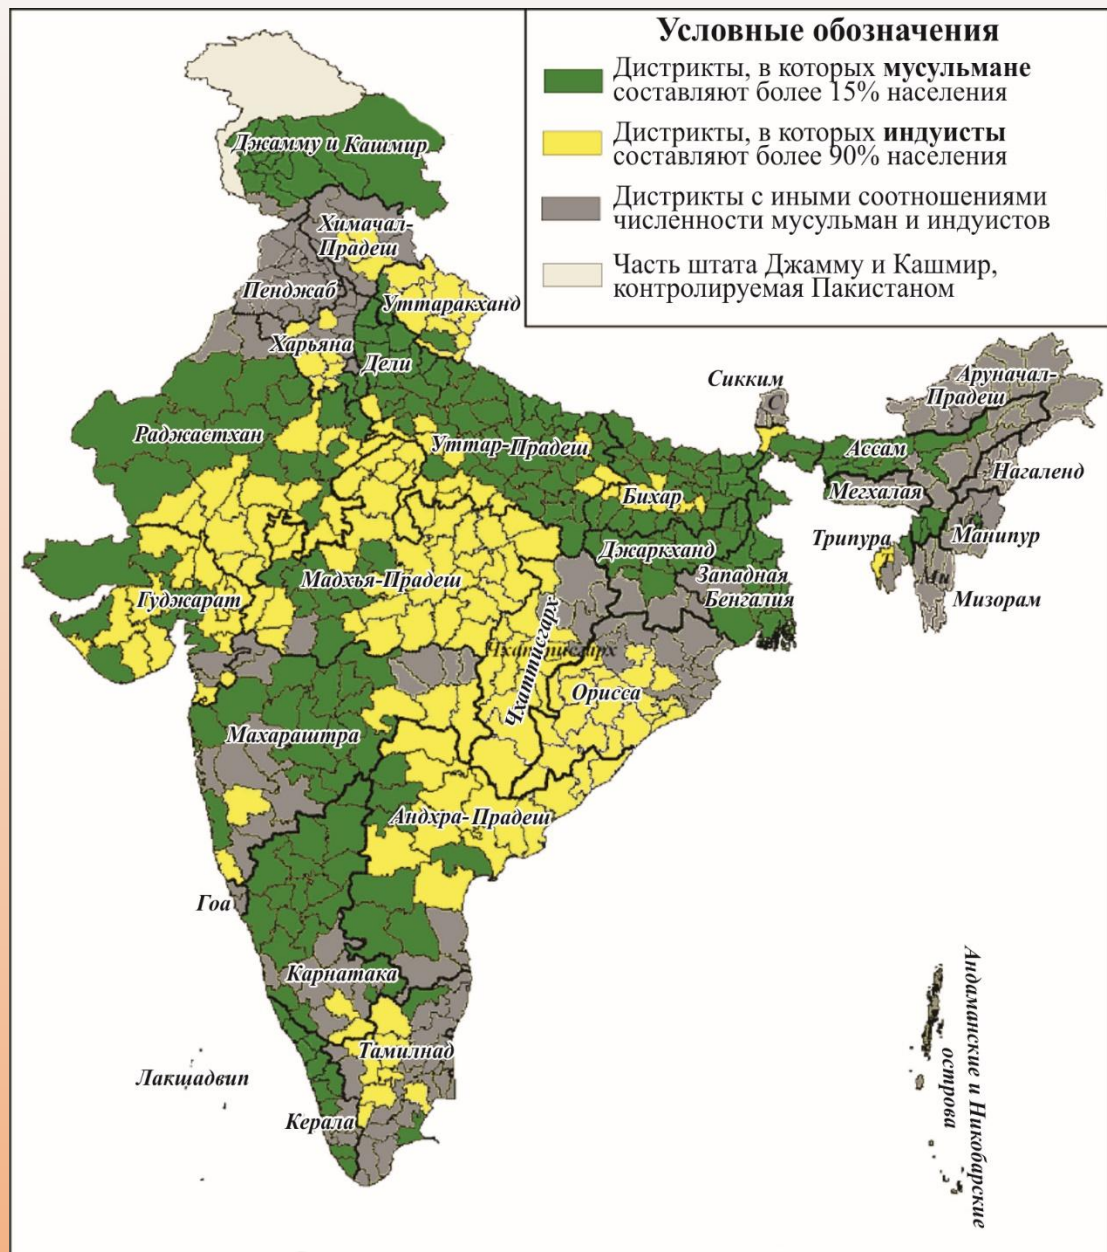 Условные обозначения
Дистрикты, в которых мусульмане
составляют более 15% населения
Дистрикты, в которых индуисты
составляют более 90% населения
Дистрикты с иными соотношениями
численности мусульман и индуистов
Часть штата Джамму и Кашмир,
контролируемая Пакистаном
Джамму и Кашмир
Химачал-
Прадеш
Пенджаб
Уттаракханд
Харьяна
Дели
Сикким
С
Аруначал-
Прадеш
Раджастхан
Уттар-Прадеш
Ассам
Нагаленд
Бихар
Мегхалая
Трипура
Манипур
Джаркханд
Мадхья-Прадеш
Западная
Бенгалия
Ми
Мизорам
Гуджарат
Чхаттисгарх
Чхаттисгарх
Орисса
Махараштра
Андхра-Прадеш
Гоа
Карнатака
Тамилнад
Лакшадвип
Керала
Андаманские и Никобарские
острова